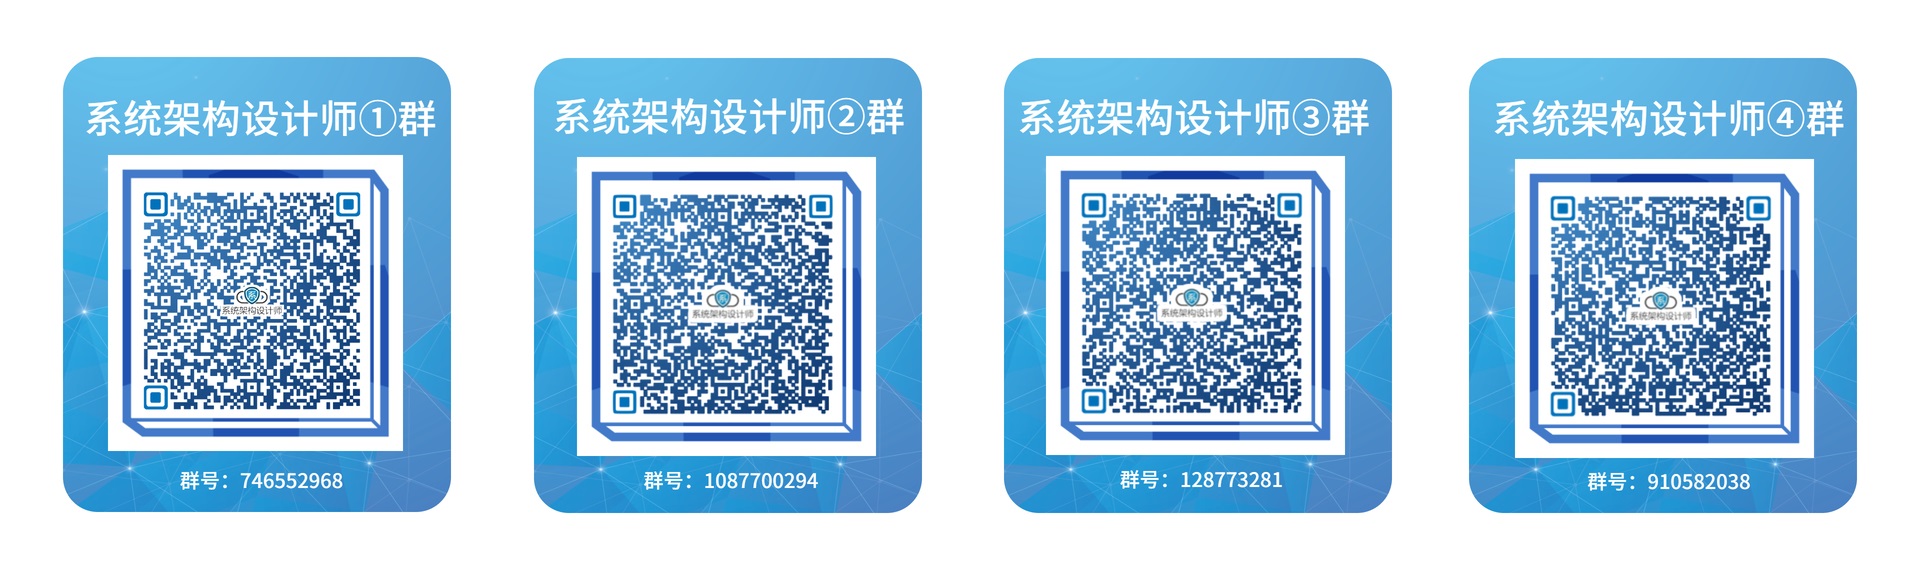 系统架构设计师①群
系统架构设计师
群号：746552968
系统架构设计师②群
系统架构设计师
群号：1087700294
系统架构设计师③群
系统架构设计师
群号：128773281
系统架构设计师④群
系统架构设计师
群号：910582038